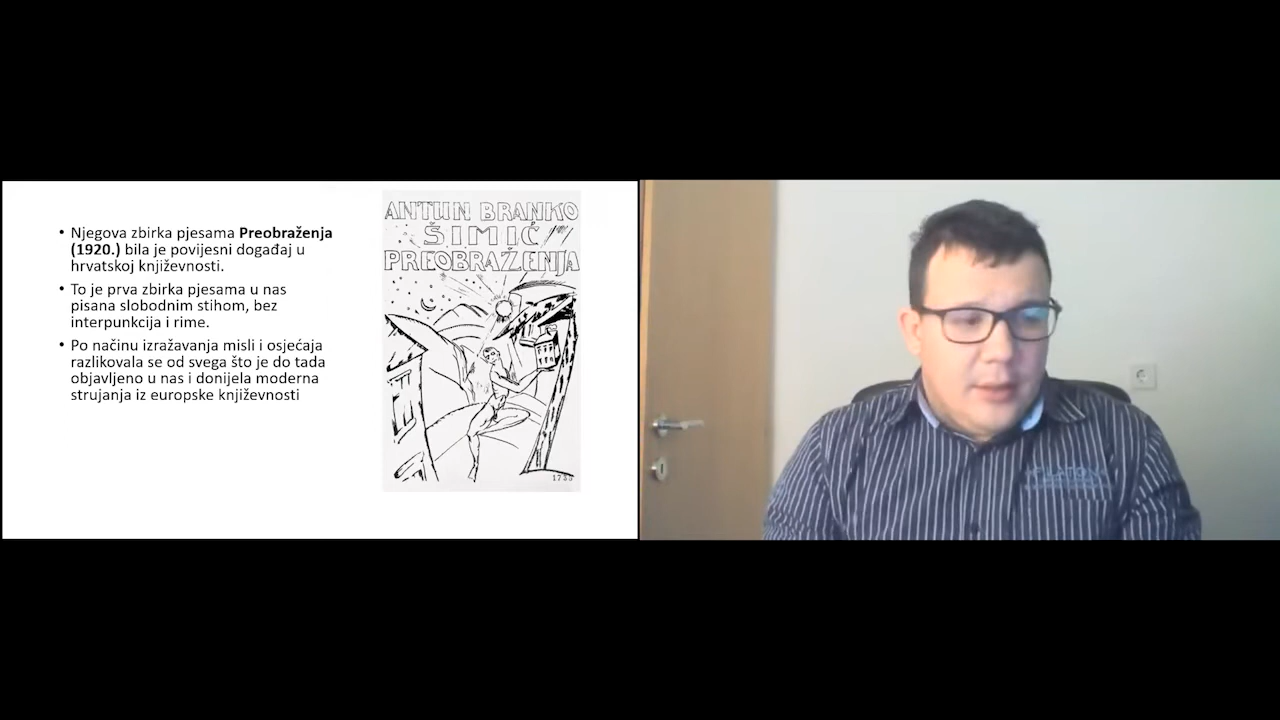 • Njegova zbirka pjesama Preobraženja
(1920.) bila je povijesni događaj u
hrvatskoj književnosti.
• To je prva zbirka pjesama u nas
pisana slobodnim stihom, bez
interpunkcija i rime.
• Po načinu izražavanja misli i osjećaja
razlikovala se od svega što je do tada
objavljeno u nas i donijela moderna
strujanja iz europske književnosti
ANTUN BRANKO
ŠIMIĆ
PREOBRAŽENJA